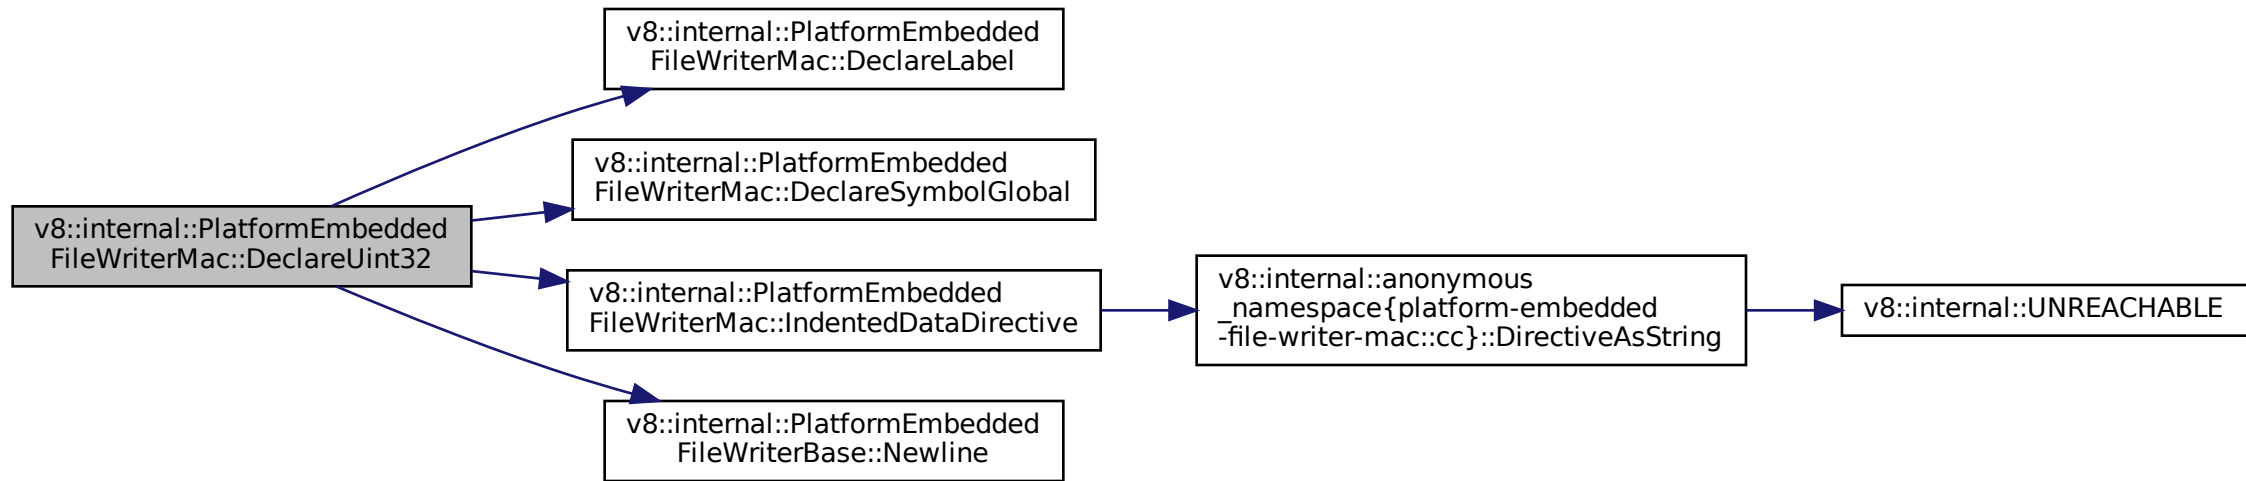 v8::internal::PlatformEmbedded
FileWriterMac::DeclareUint32
v8::internal::PlatformEmbedded
FileWriterMac::DeclareLabel
v8::internal::PlatformEmbedded
FileWriterMac::DeclareSymbolGlobal
v8::internal::PlatformEmbedded
FileWriterMac::IndentedDataDirective
v8::internal::anonymous
_namespace{platform-embedded
-file-writer-mac::cc}::DirectiveAsString
v8::internal::UNREACHABLE
v8::internal::PlatformEmbedded
FileWriterBase::Newline